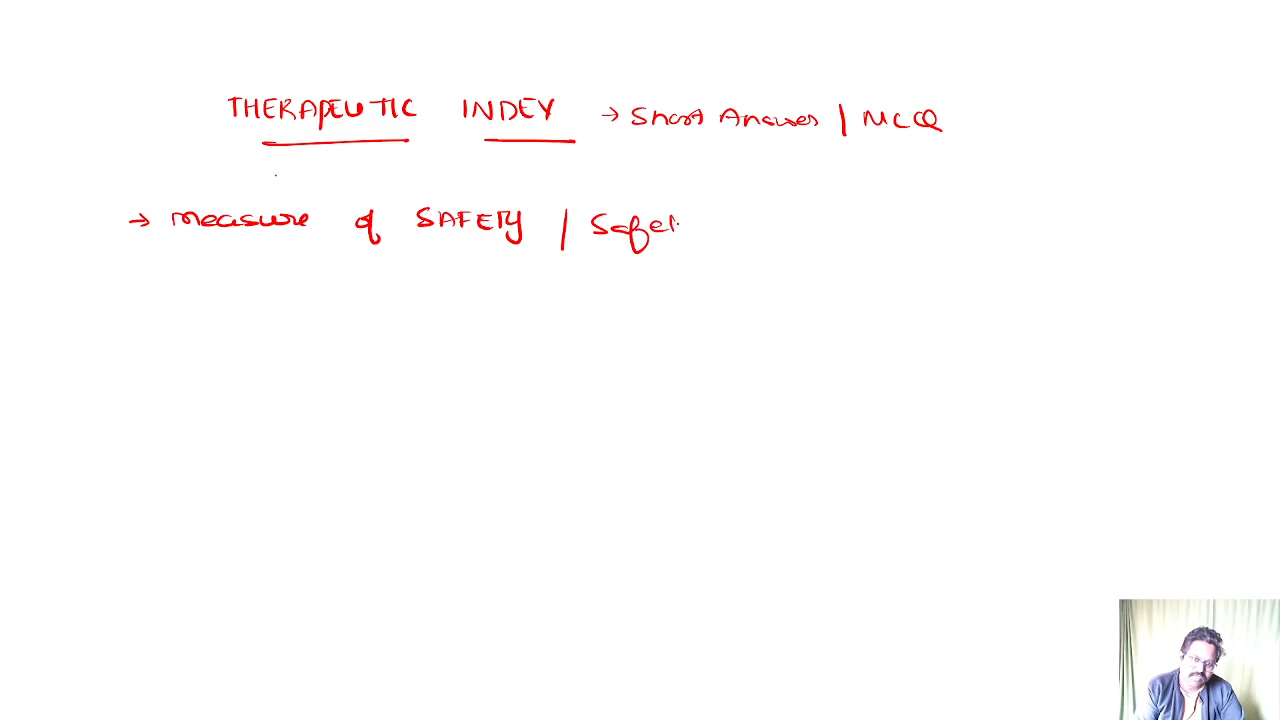 THERAPEUTIC INDEX → Short Answer | MCQ
→ measure of SAFETY | Safet